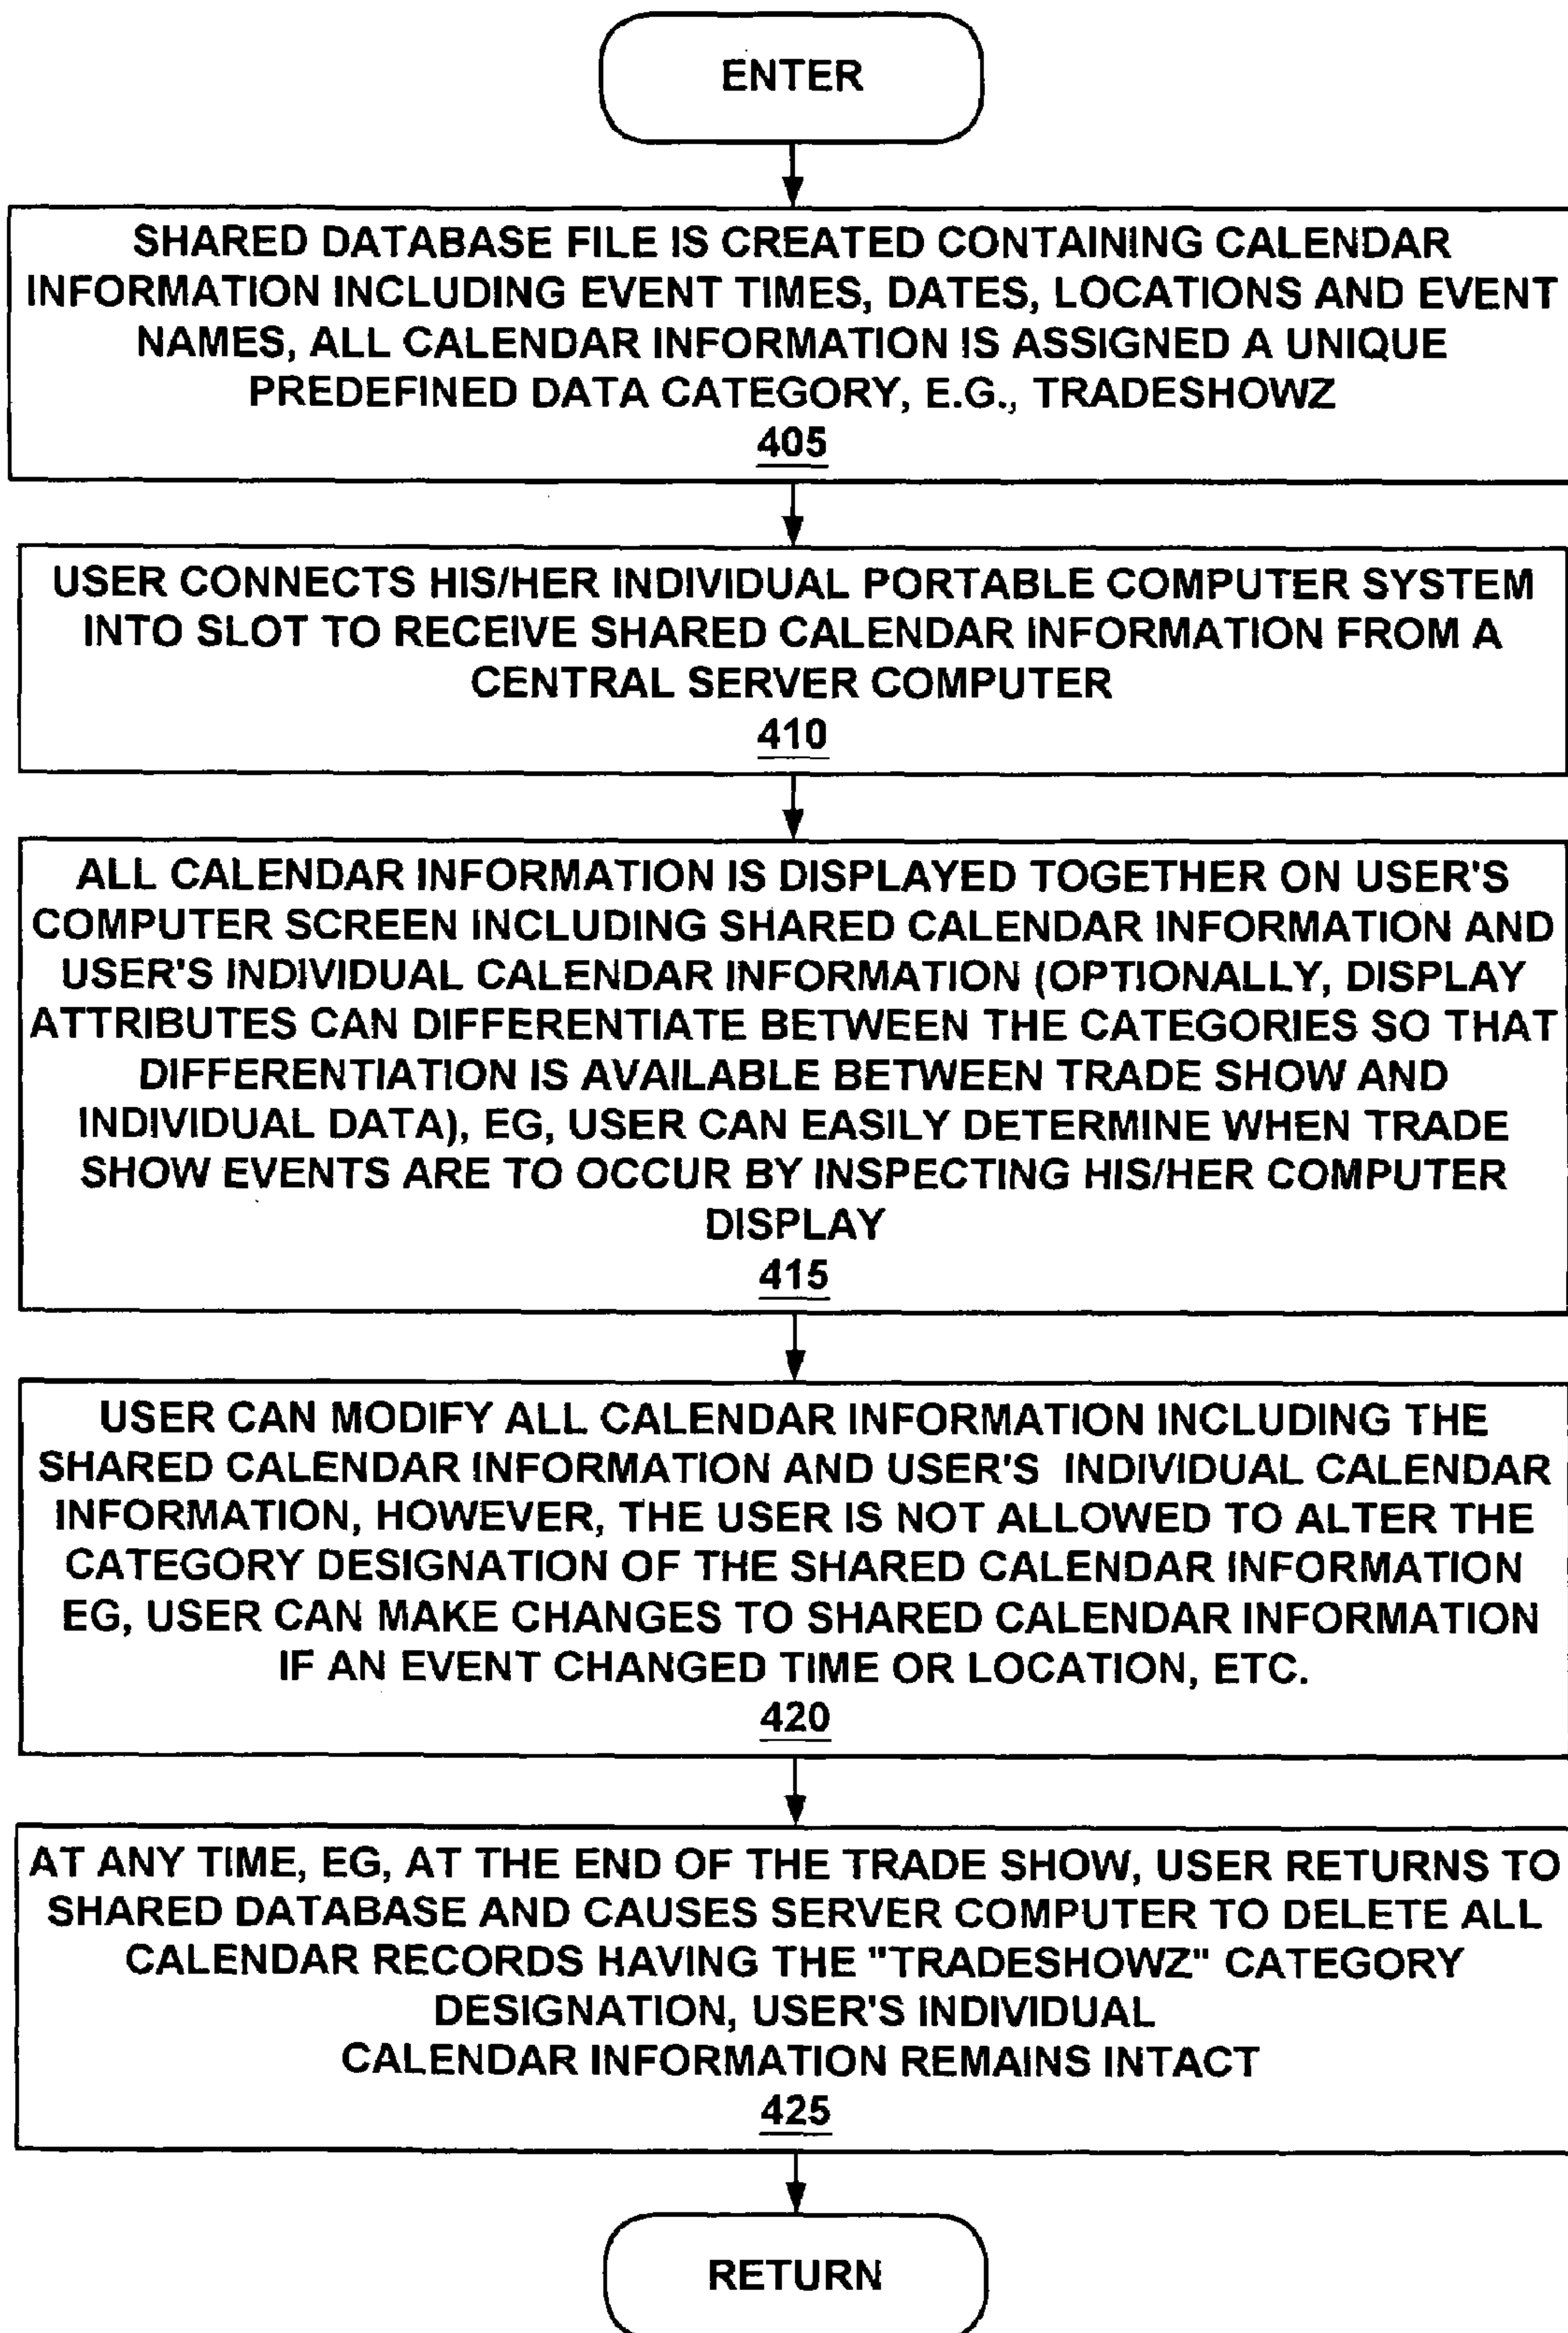 ENTER
SHARED DATABASE FILE IS CREATED CONTAINING CALENDAR
INFORMATION INCLUDING EVENT TIMES, DATES, LOCATIONS AND EVENT
NAMES, ALL CALENDAR INFORMATION IS ASSIGNED A UNIQUE
PREDEFINED DATA CATEGORY, E.G., TRADESHOWZ
405
USER CONNECTS HIS/HER INDIVIDUAL PORTABLE COMPUTER SYSTEM
INTO SLOT TO RECEIVE SHARED CALENDAR INFORMATION FROM A
CENTRAL SERVER COMPUTER
410
ALL CALENDAR INFORMATION IS DISPLAYED TOGETHER ON USER'S
COMPUTER SCREEN INCLUDING SHARED CALENDAR INFORMATION AND
USER'S INDIVIDUAL CALENDAR INFORMATION (OPTIONALLY, DISPLAY
ATTRIBUTES CAN DIFFERENTIATE BETWEEN THE CATEGORIES SO THAT
DIFFERENTIATION IS AVAILABLE BETWEEN TRADE SHOW AND
INDIVIDUAL DATA), EG, USER CAN EASILY DETERMINE WHEN TRADE
SHOW EVENTS ARE TO OCCUR BY INSPECTING HIS/HER COMPUTER
DISPLAY
415
USER CAN MODIFY ALL CALENDAR INFORMATION INCLUDING THE
SHARED CALENDAR INFORMATION AND USER'S INDIVIDUAL CALENDAR
INFORMATION, HOWEVER, THE USER IS NOT ALLOWED TO ALTER THE
CATEGORY DESIGNATION OF THE SHARED CALENDAR INFORMATION
EG, USER CAN MAKE CHANGES TO SHARED CALENDAR INFORMATION
IF AN EVENT CHANGED TIME OR LOCATION, ETC.
420
AT ANY TIME, EG, AT THE END OF THE TRADE SHOW, USER RETURNS TO
SHARED DATABASE AND CAUSES SERVER COMPUTER TO DELETE ALL
CALENDAR RECORDS HAVING THE "TRADESHOWZ" CATEGORY
DESIGNATION, USER'S INDIVIDUAL
CALENDAR INFORMATION REMAINS INTACT
425
RETURN